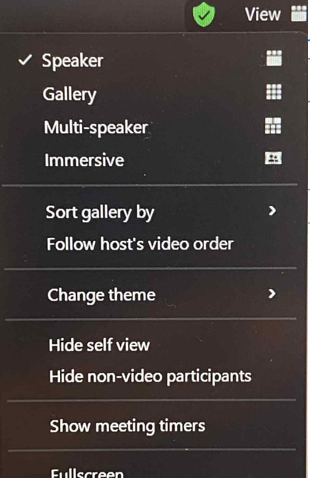 View
Speaker
Gallery
Multi-speaker
Immersive
Sort gallery by
Follow host's video order
Change theme
Hide self view
Hide non-video participants
Show meeting timers
Fullscreen